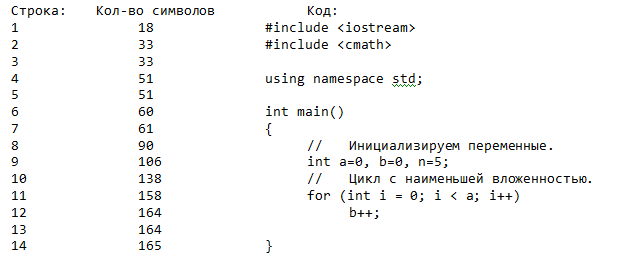 Строка: Кол-во символов Код:
1 18 #include <iostream>
2 33 #include <cmath>
3 33
4 51 using namespace std;
5 51
6 60 int main()
7 61 {
8 90 // Инициализируем переменные.
9 106 int a=0, b=0, n=5;
10 138 // Цикл с наименьшей вложенностью.
11 158 for (int i = 0; i < a; i++)
12 164 b++;
13 164
14 165 }